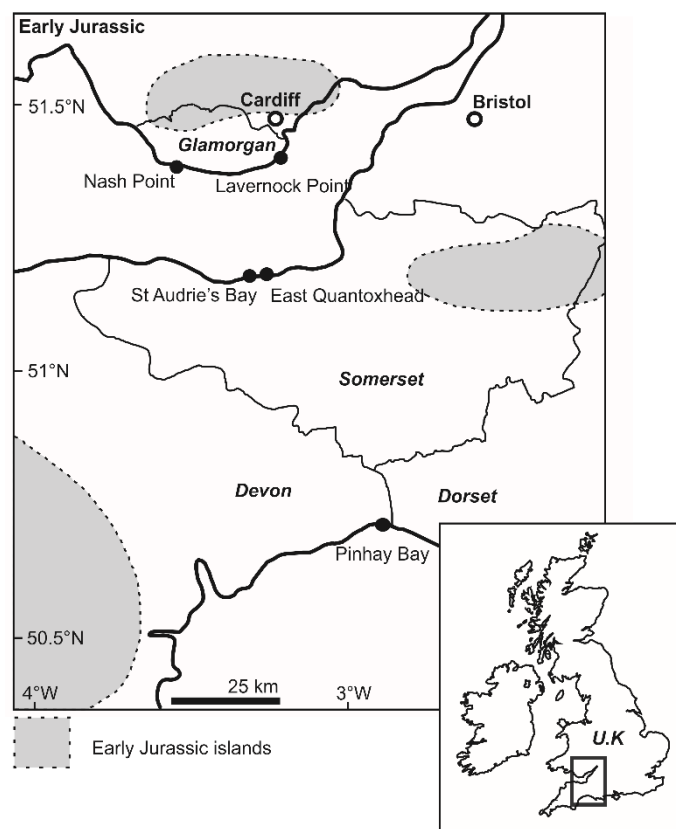 Early Jurassic
51.5°N
Cardiff
Bristol
Glamorgan
Nash Point
Lavernock Point
St Audrie's Bay
East Quantoxhead
51°N
Somerset
Devon
Dorset
Pinhay Bay
50.5°N
4°W
25 km
3°W
Early Jurassic islands
U.K